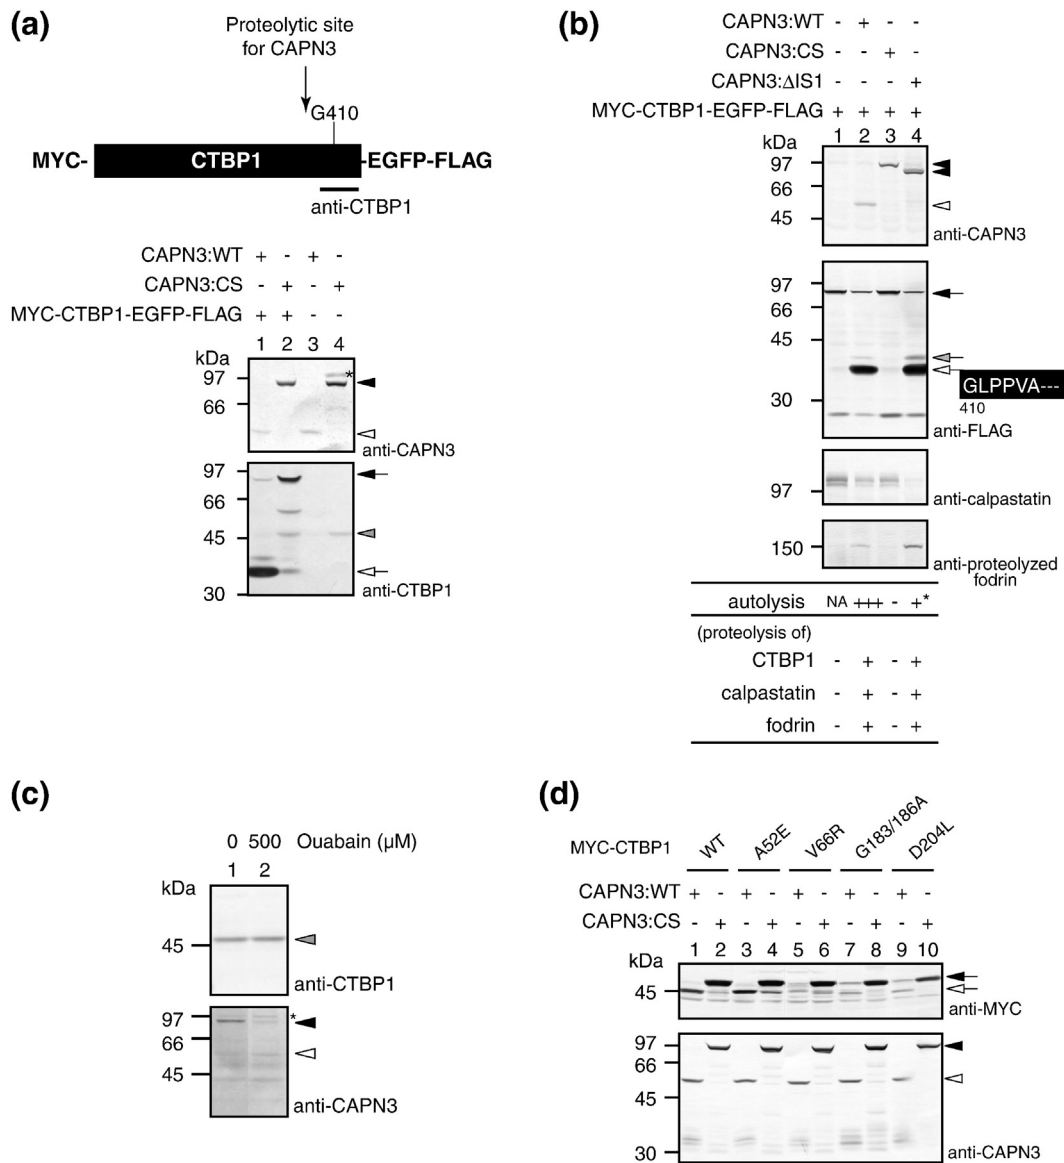 (a)
Proteolytic site
for CAPN3
G410
MYC- CTBP1 -EGFP-FLAG
anti-CTBP1
CAPN3:WT + - + -
CAPN3:CS - + - +
MYC-CTBP1-EGFP-FLAG + + - -
1 2 3 4
kDa
97 *
66
anti-CAPN3
97
66
45
30
anti-CTBP1
(b)
CAPN3:WT - + - -
CAPN3:CS - - + -
CAPN3:ΔIS1 - - - +
MYC-CTBP1-EGFP-FLAG + + + +
kDa 1 2 3 4
97
66
45
anti-CAPN3
97
66
45
30
GLPPVA---
410
anti-FLAG
97
anti-calpastatin
150
anti-proteolyzed
fodrin
autolysis NA +++ - +*
(proteolysis of)
CTBP1 - + - +
calpastatin - + - +
fodrin - + - +
(c)
0 500 Ouabain (µM)
1 2
kDa
45
anti-CTBP1
97 *
66
45
anti-CAPN3
(d)
MYC-CTBP1 WT A52E V66R G183/186A D204L
CAPN3:WT + - + - + - + - + -
CAPN3:CS - + - + - + - + - +
1 2 3 4 5 6 7 8 9 10
kDa
45
anti-MYC
97
66
45
30
anti-CAPN3